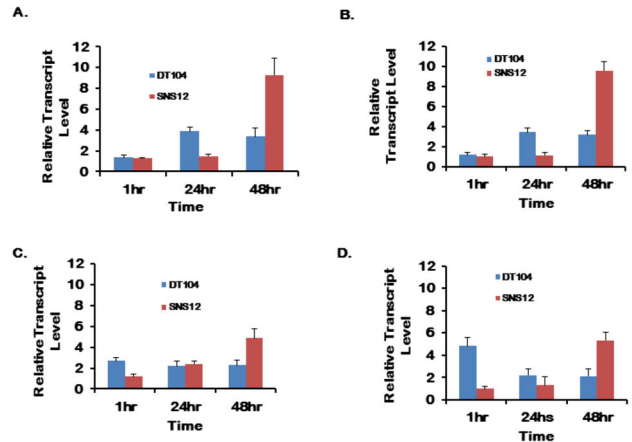 A.
Relative Transcript
Level
12
10
8
6
4
2
0
DT104
SNS12
1hr 24hr 48hr
Time
B.
Relative
Transcript Level
12
10
8
6
4
2
0
DT104
SNS12
1hr 24hr 48hr
Time
C.
Relative Transcript
Level
12
10
8
6
4
2
0
DT104
SNS12
1hr 24hr 48hr
Time
D.
Relative Transcript
Level
12
10
8
6
4
2
0
DT104
SNS12
1hr 24hs 48hr
Time